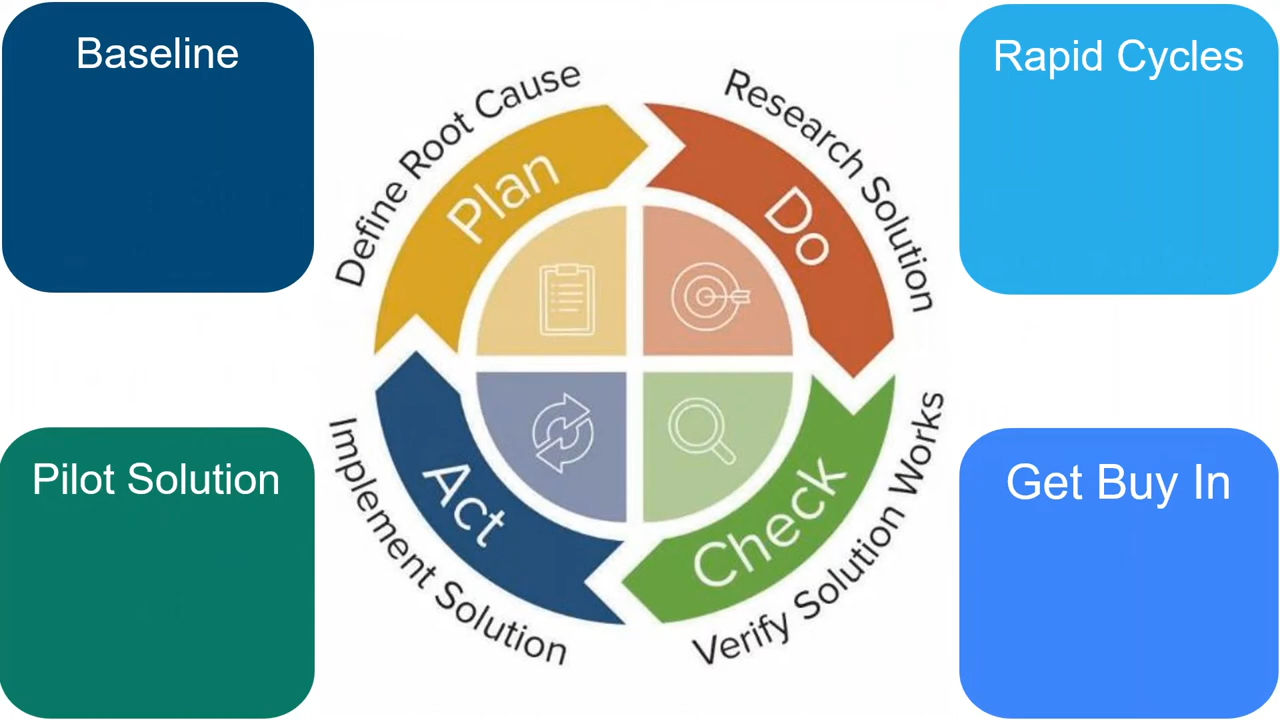 Baseline
Rapid Cycles
Define Root Cause
Research Solution
Plan
Do
Act
Check
Implement Solution
Verify Solution Works
Pilot Solution
Get Buy In